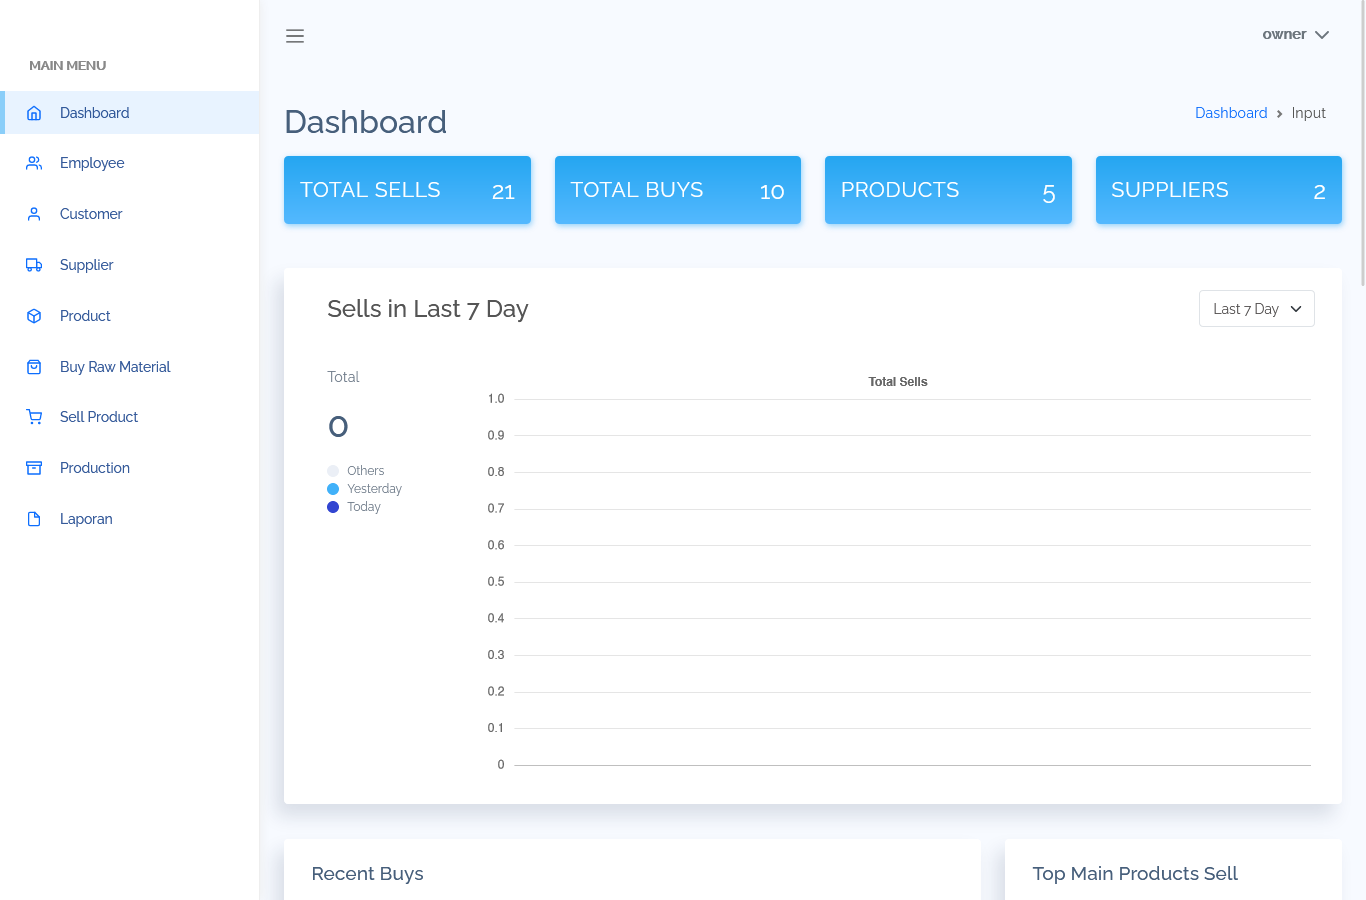 MAIN MENU
Dashboard
Employee
Customer
Supplier
Product
Buy Raw Material
Sell Product
Production
Laporan
owner
Dashboard
Dashboard > Input
TOTAL SELLS 21
TOTAL BUYS 10
PRODUCTS 5
SUPPLIERS 2
Sells in Last 7 Day
Last 7 Day
Total
0
Others
Yesterday
Today
Total Sells
1.0
0.9
0.8
0.7
0.6
0.5
0.4
0.3
0.2
0.1
0
Recent Buys
Top Main Products Sell